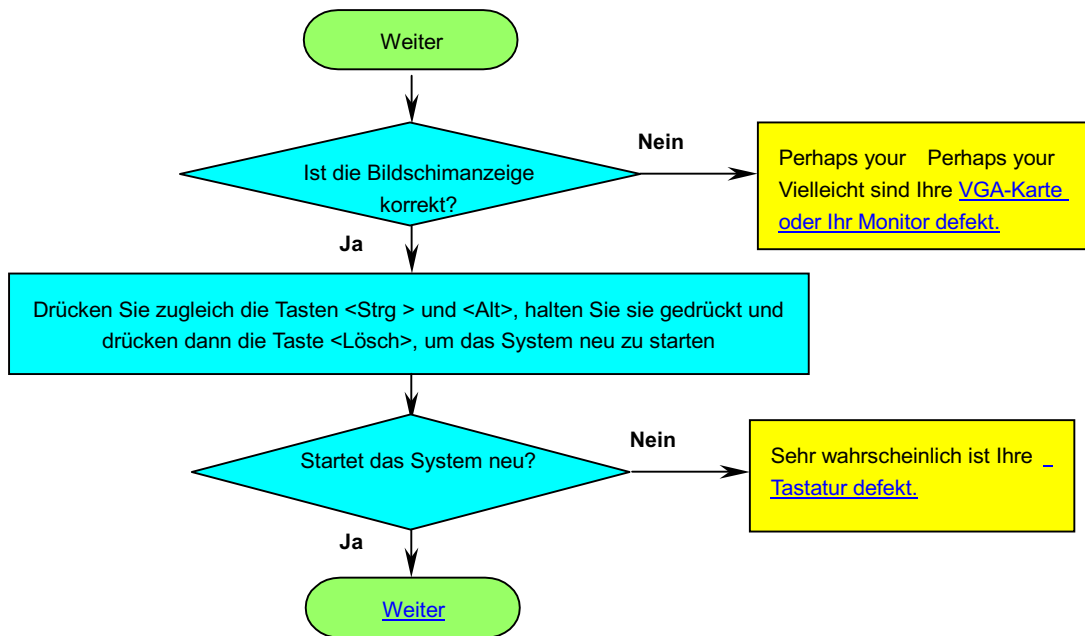 Weiter
Ist die Bildschimanzeige
korrekt?
Nein
Perhaps your Perhaps your
Vielleicht sind Ihre VGA-Karte
oder Ihr Monitor defekt.
Ja
Drücken Sie zugleich die Tasten <Strg > und <Alt>, halten Sie sie gedrückt und
drücken dann die Taste <Lösch>, um das System neu zu starten
Startet das System neu?
Nein
Sehr wahrscheinlich ist Ihre
Tastatur defekt.
Ja
Weiter